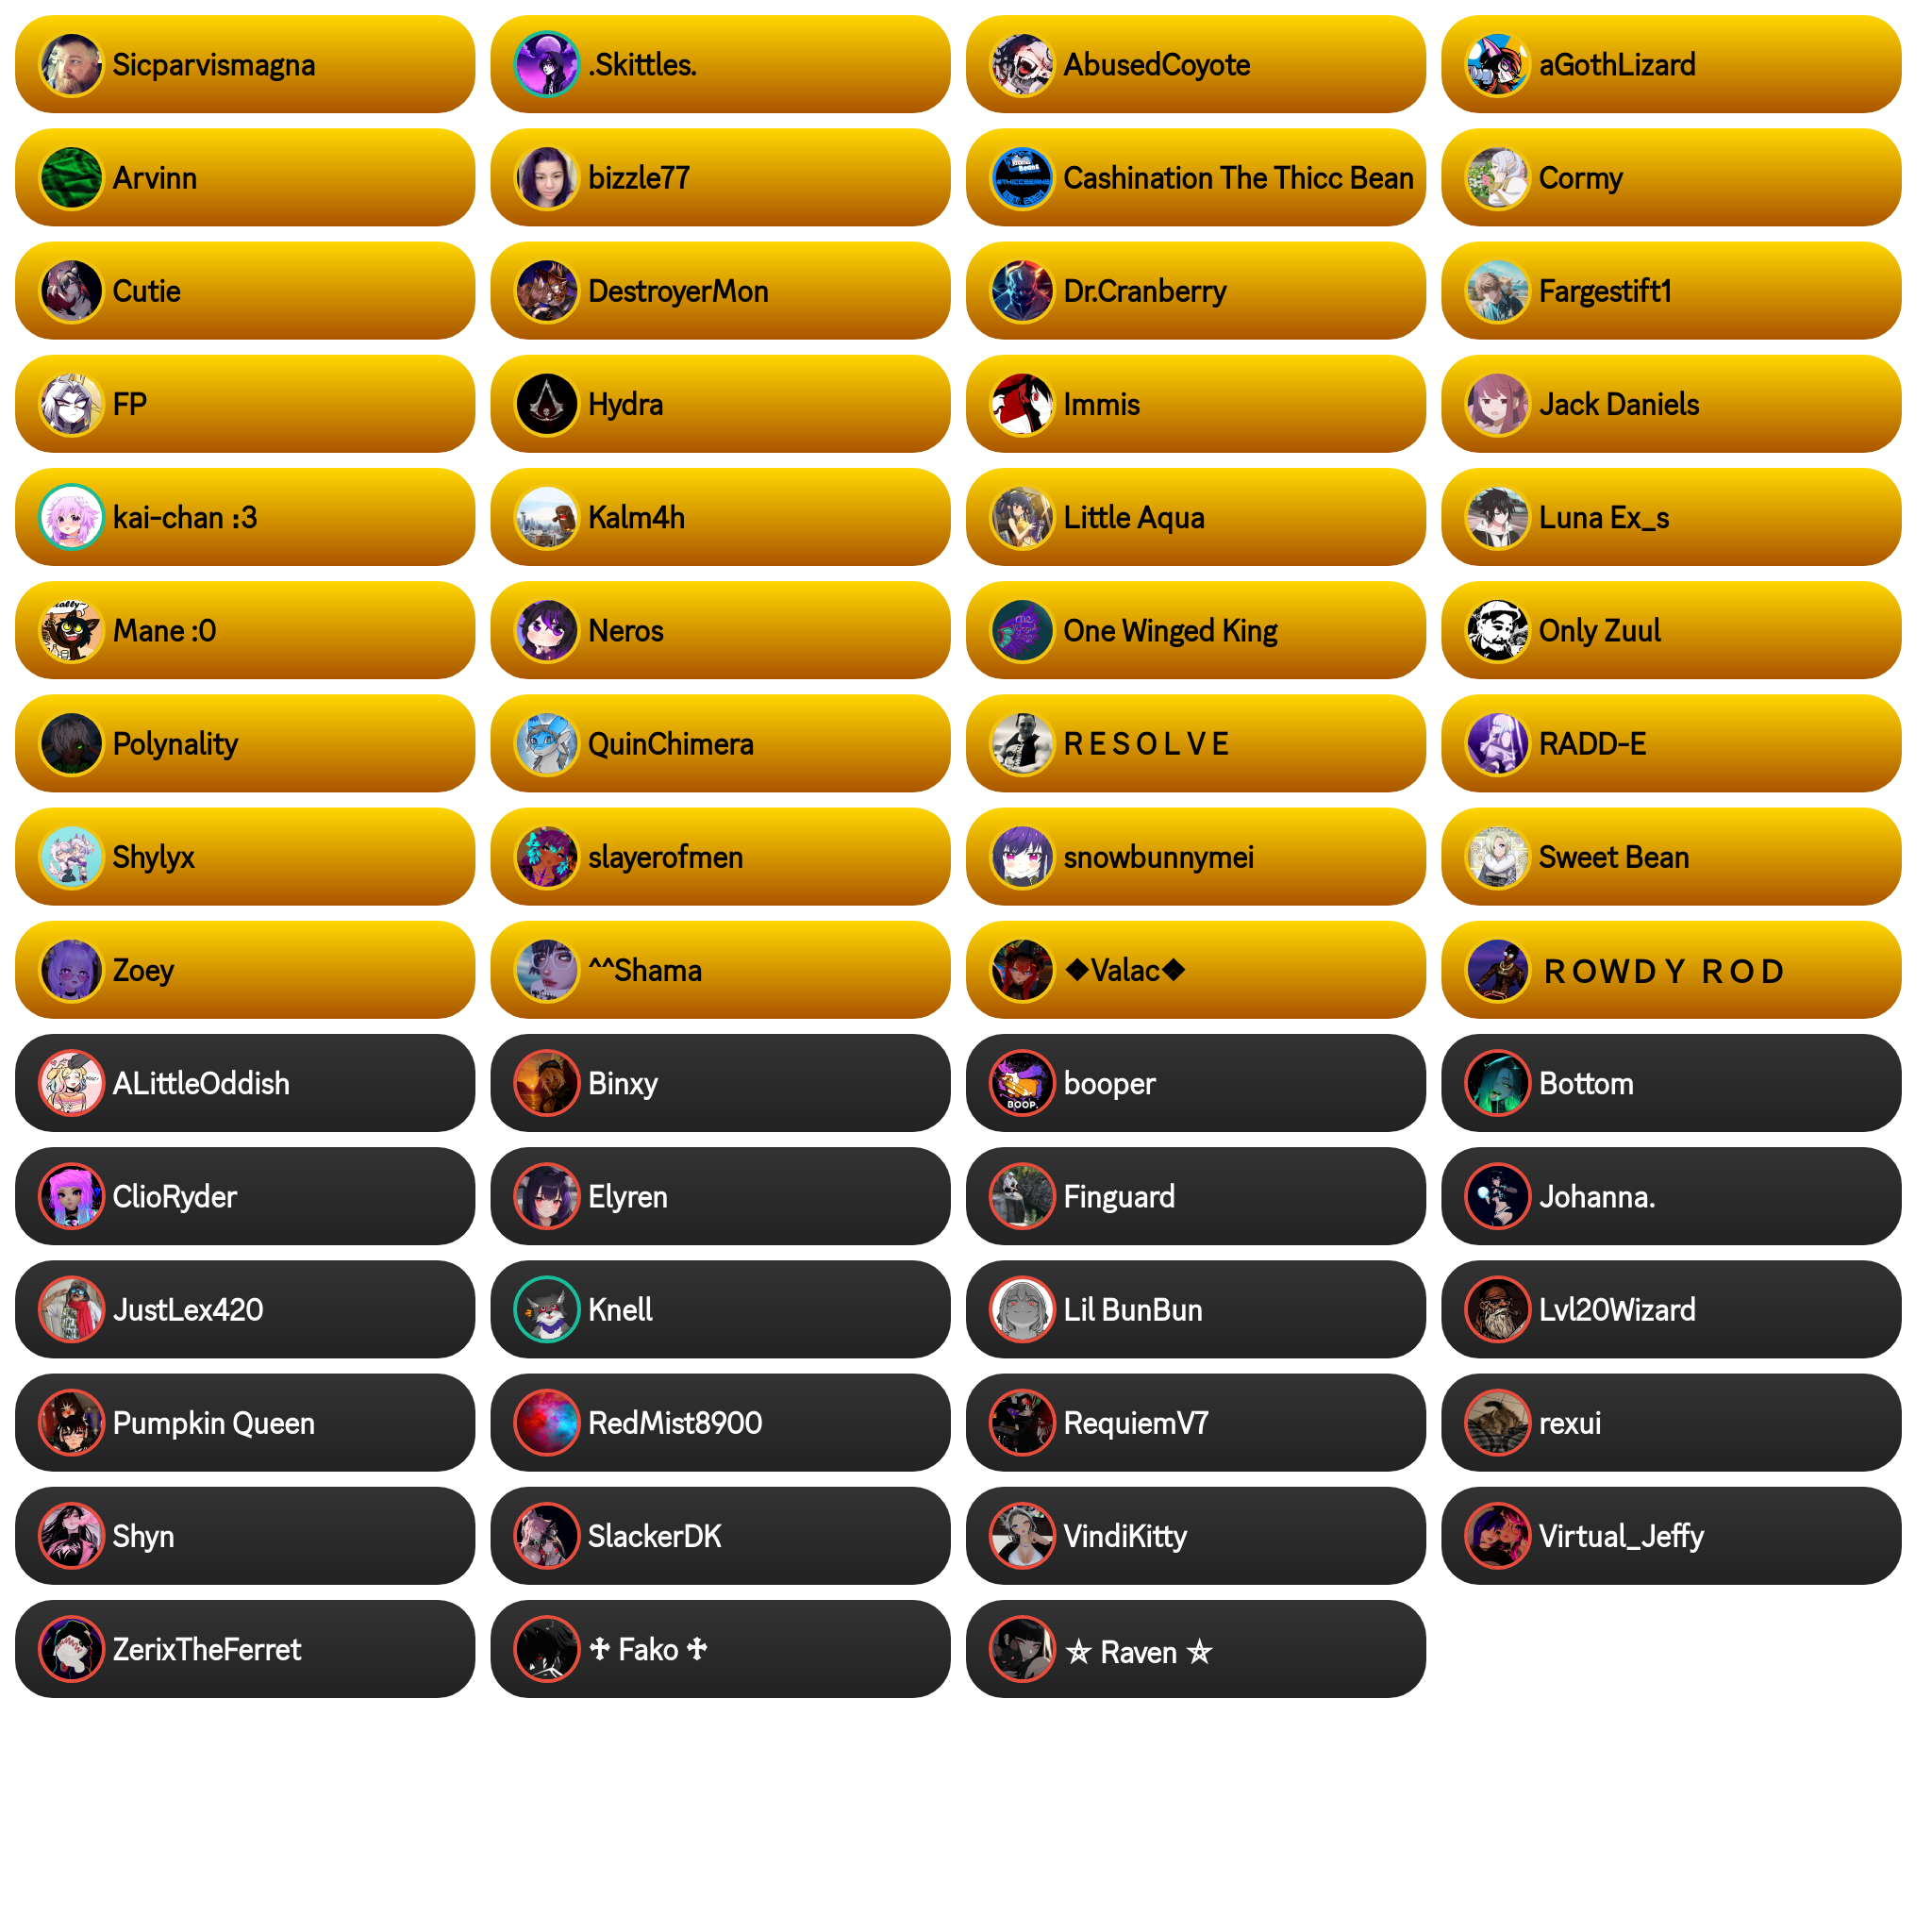 Sicparvismagna
.Skittles.
AbusedCoyote
aGothLizard
Arvinn
bizzle77
Cashination The Thicc Bean
Cormy
Cutie
DestroyerMon
Dr.Cranberry
Fargestift1
FP
Hydra
Immis
Jack Daniels
kai-chan :3
Kalm4h
Little Aqua
Luna Ex_s
Mane :0
Neros
One Winged King
Only Zuul
Polynality
QuinChimera
R E S O L V E
RADD-E
Shylyx
slayerofmen
snowbunnymei
Sweet Bean
Zoey
^^Shama
❖Valac❖
R O W D Y  R O D
ALittleOddish
Binxy
booper
BOOP.
Bottom
ClioRyder
Elyren
Finguard
Johanna.
JustLex420
Knell
Lil BunBun
Lvl20Wizard
Pumpkin Queen
RedMist8900
RequiemV7
rexui
Shyn
SlackerDK
VindiKitty
Virtual_Jeffy
ZerixTheFerret
♱ Fako ♱
⛤ Raven ⛤